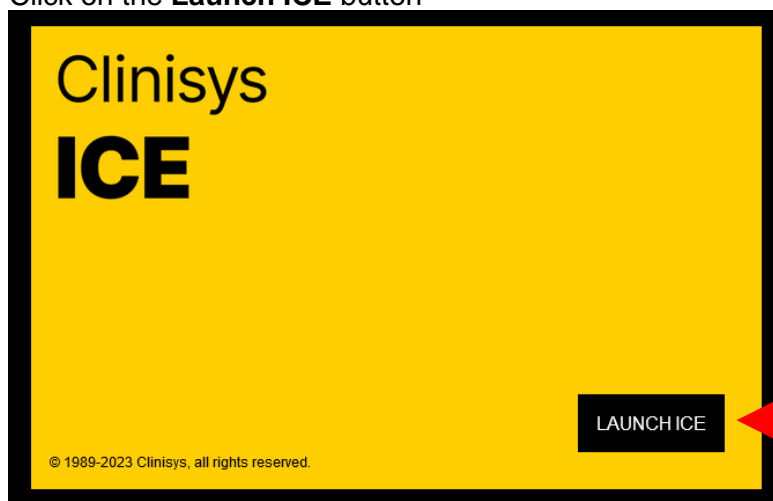 Click on the Launch ICE button
Clinisys
ICE
LAUNCH ICE
© 1989-2023 Clinisys, all rights reserved.